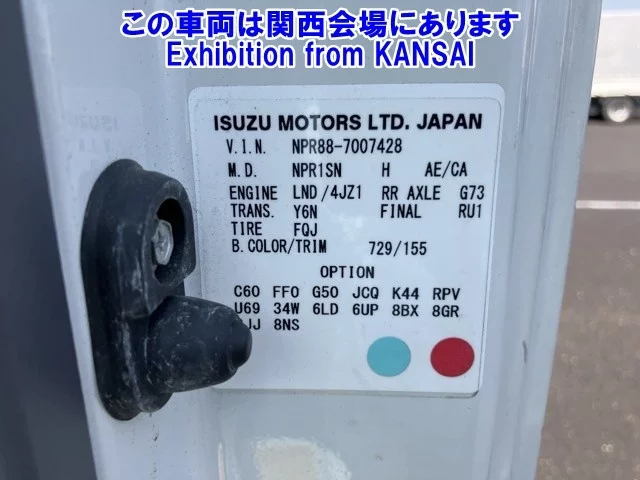 この車両は関西会場にあります
Exhibition from KANSAI
ISUZU MOTORS LTD. JAPAN
V.I.N. NPR88-7007428
M.D. NPR1SN H AE/CA
ENGINE LND/4JZ1 RR AXLE G73
TRANS. Y6N FINAL RU1
TIRE FQJ
B.COLOR/TRIM 729/155
OPTION
C60 FF0 G50 JCQ K44 RPV
U69 34W 6LD 6UP 8BX 8GR
8NS